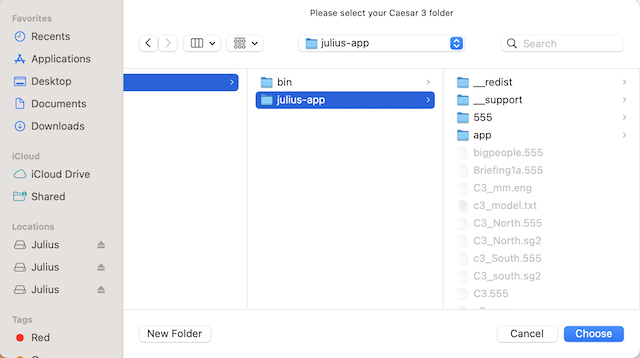 Please select your Caesar 3 folder
Favorites
Recents
Applications
Desktop
Documents
Downloads
iCloud
iCloud Drive
Shared
Locations
Julius
Julius
Julius
Tags
Red
julius-app
Search
bin
julius-app
__redist
__support
555
app
bigpeople.555
Briefing1a.555
C3_mm.eng
c3_model.txt
C3_North.555
C3_North.sg2
c3_South.555
C3_south.sg2
C3.555
New Folder
Cancel
Choose